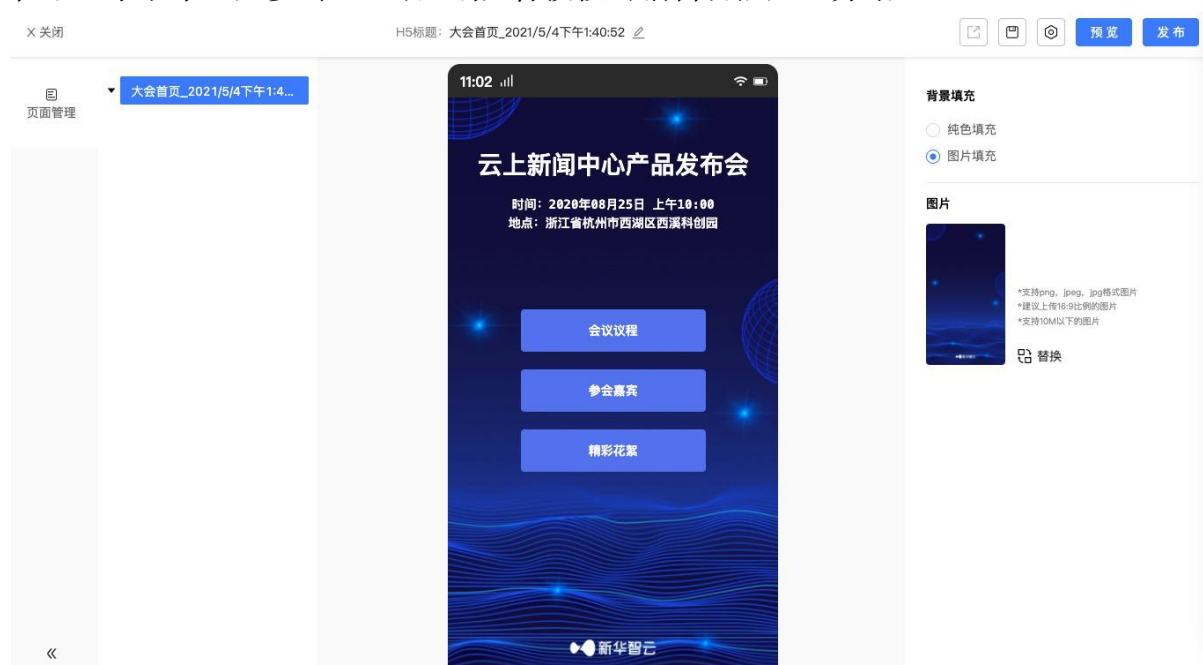 X 关闭
H5标题：大会首页_2021/5/4下午1:40:52
预览
发布
页面管理
大会首页_2021/5/4下午1:4...
11:02
云上新闻中心产品发布会
时间：2020年08月25日 上午10:00
地点：浙江省杭州市西湖区西溪科创园
会议议程
参会嘉宾
精彩花絮
新华智云
背景填充
纯色填充
图片填充
图片
*支持png，jpeg，jpg格式图片
*建议上传16:9比例的图片
*支持10M以下的图片
替换